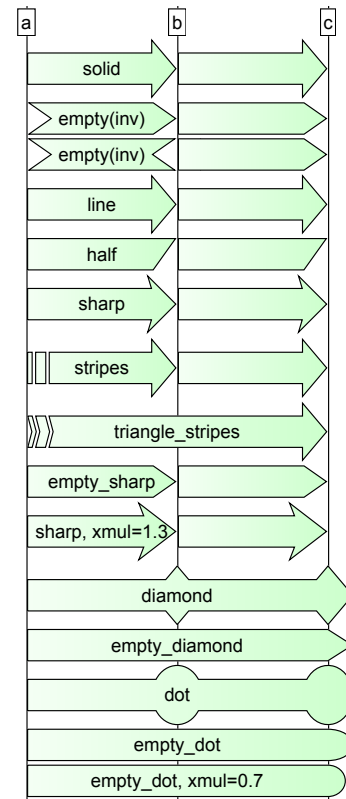 a b c
solid
empty(inv)
empty(inv)
line
half
sharp
stripes
triangle_stripes
empty_sharp
sharp, xmul=1.3
diamond
empty_diamond
dot
empty_dot
empty_dot, xmul=0.7